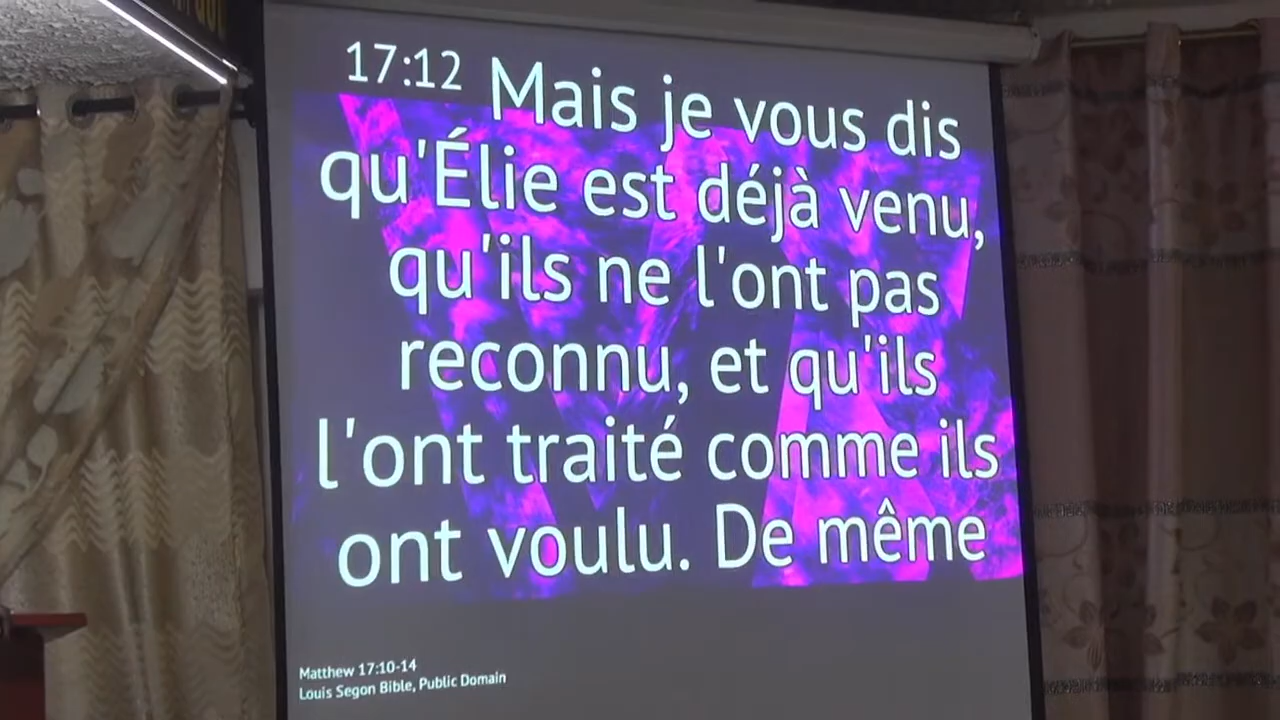 17:12 Mais je vous dis
qu'Élie est déjà venu,
qu'ils ne l'ont pas
reconnu, et qu'ils
l'ont traité comme ils
ont voulu. De même
Matthew 17:10-14
Louis Segon Bible, Public Domain